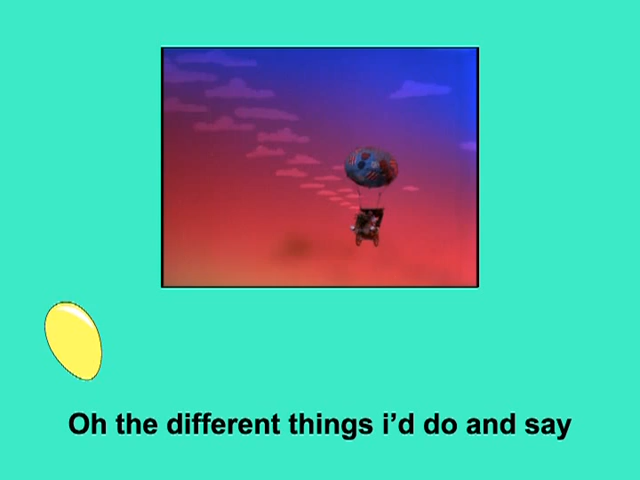 Oh the different things i’d do and say